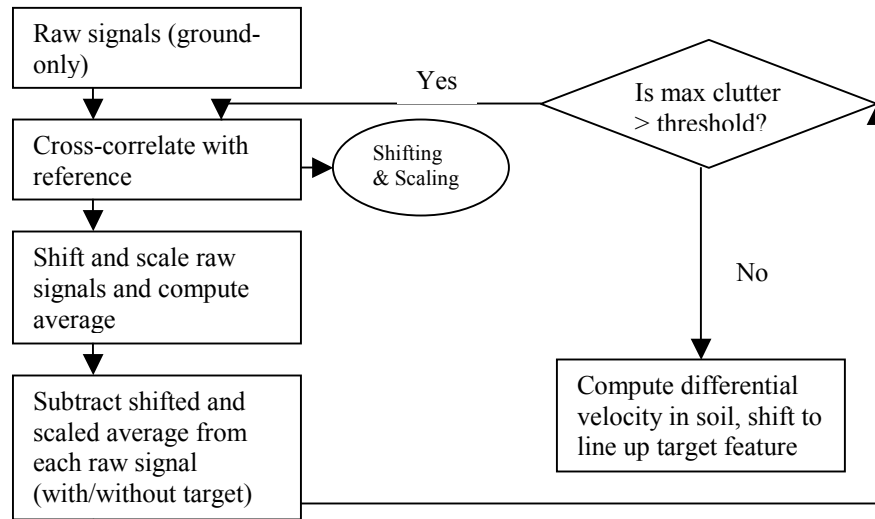 Raw signals (ground-
only)
Cross-correlate with
reference
Shifting
& Scaling
Shift and scale raw
signals and compute
average
Subtract shifted and
scaled average from
each raw signal
(with/without target)
Yes
Is max clutter
> threshold?
No
Compute differential
velocity in soil, shift to
line up target feature